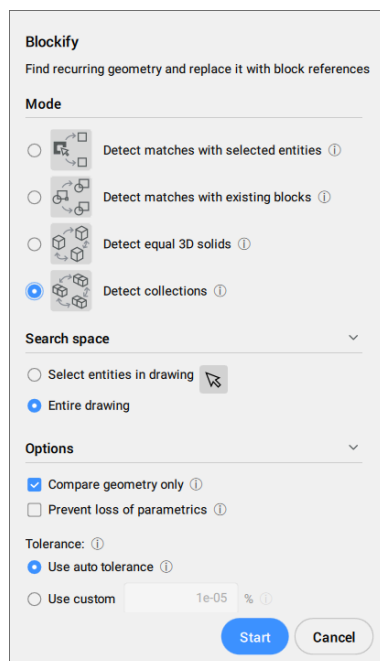 Blockify
Find recurring geometry and replace it with block references
Mode
Detect matches with selected entities
Detect matches with existing blocks
Detect equal 3D solids
Detect collections
Search space
Select entities in drawing
Entire drawing
Options
Compare geometry only
Prevent loss of parametrics
Tolerance:
Use auto tolerance
Use custom 1e-05 %
Start Cancel